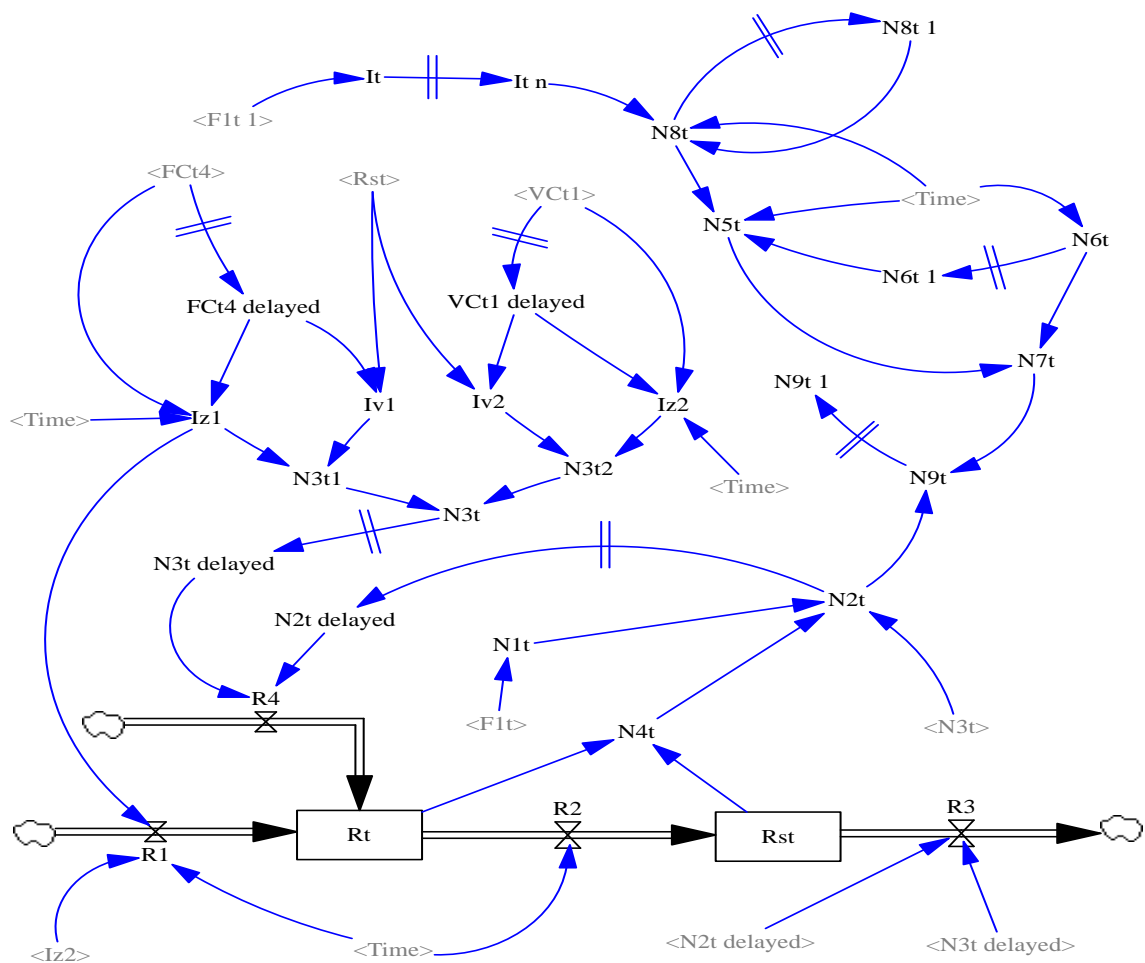 N8t 1
It
It n
<F1t 1>
N8t
<FCt4>
<Rst>
<VCt1>
<Time>
N5t
N6t
N6t 1
FCt4 delayed
VCt1 delayed
N7t
N9t 1
Iv1
Iv2
Iz2
<Time>
Iz1
N3t1
N3t2
N9t
<Time>
N3t
N3t delayed
N2t
N2t delayed
N1t
R4
<F1t>
N4t
<N3t>
R2
R3
Rt
Rst
R1
<Iz2>
<Time>
<N2t delayed>
<N3t delayed>